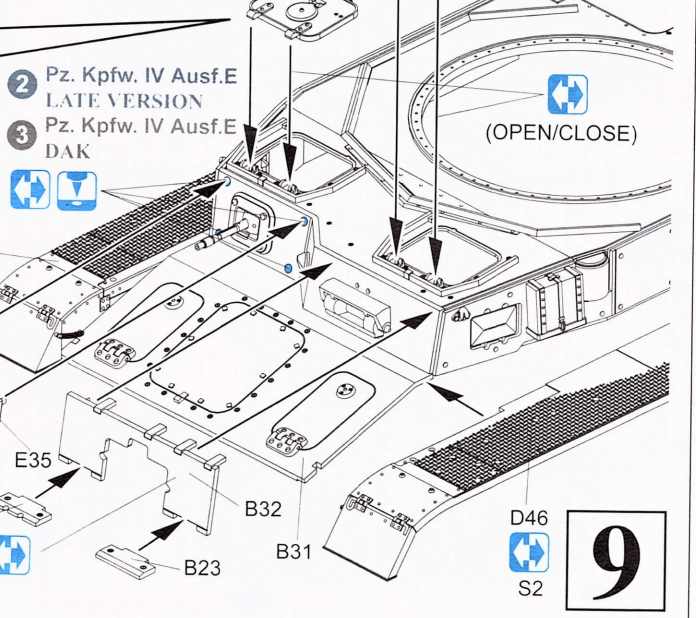 2 Pz. Kpfw. IV Ausf.E
LATE VERSION
3 Pz. Kpfw. IV Ausf.E
DAK
(OPEN/CLOSE)
E35
B32
B31
B23
D46
S2
9